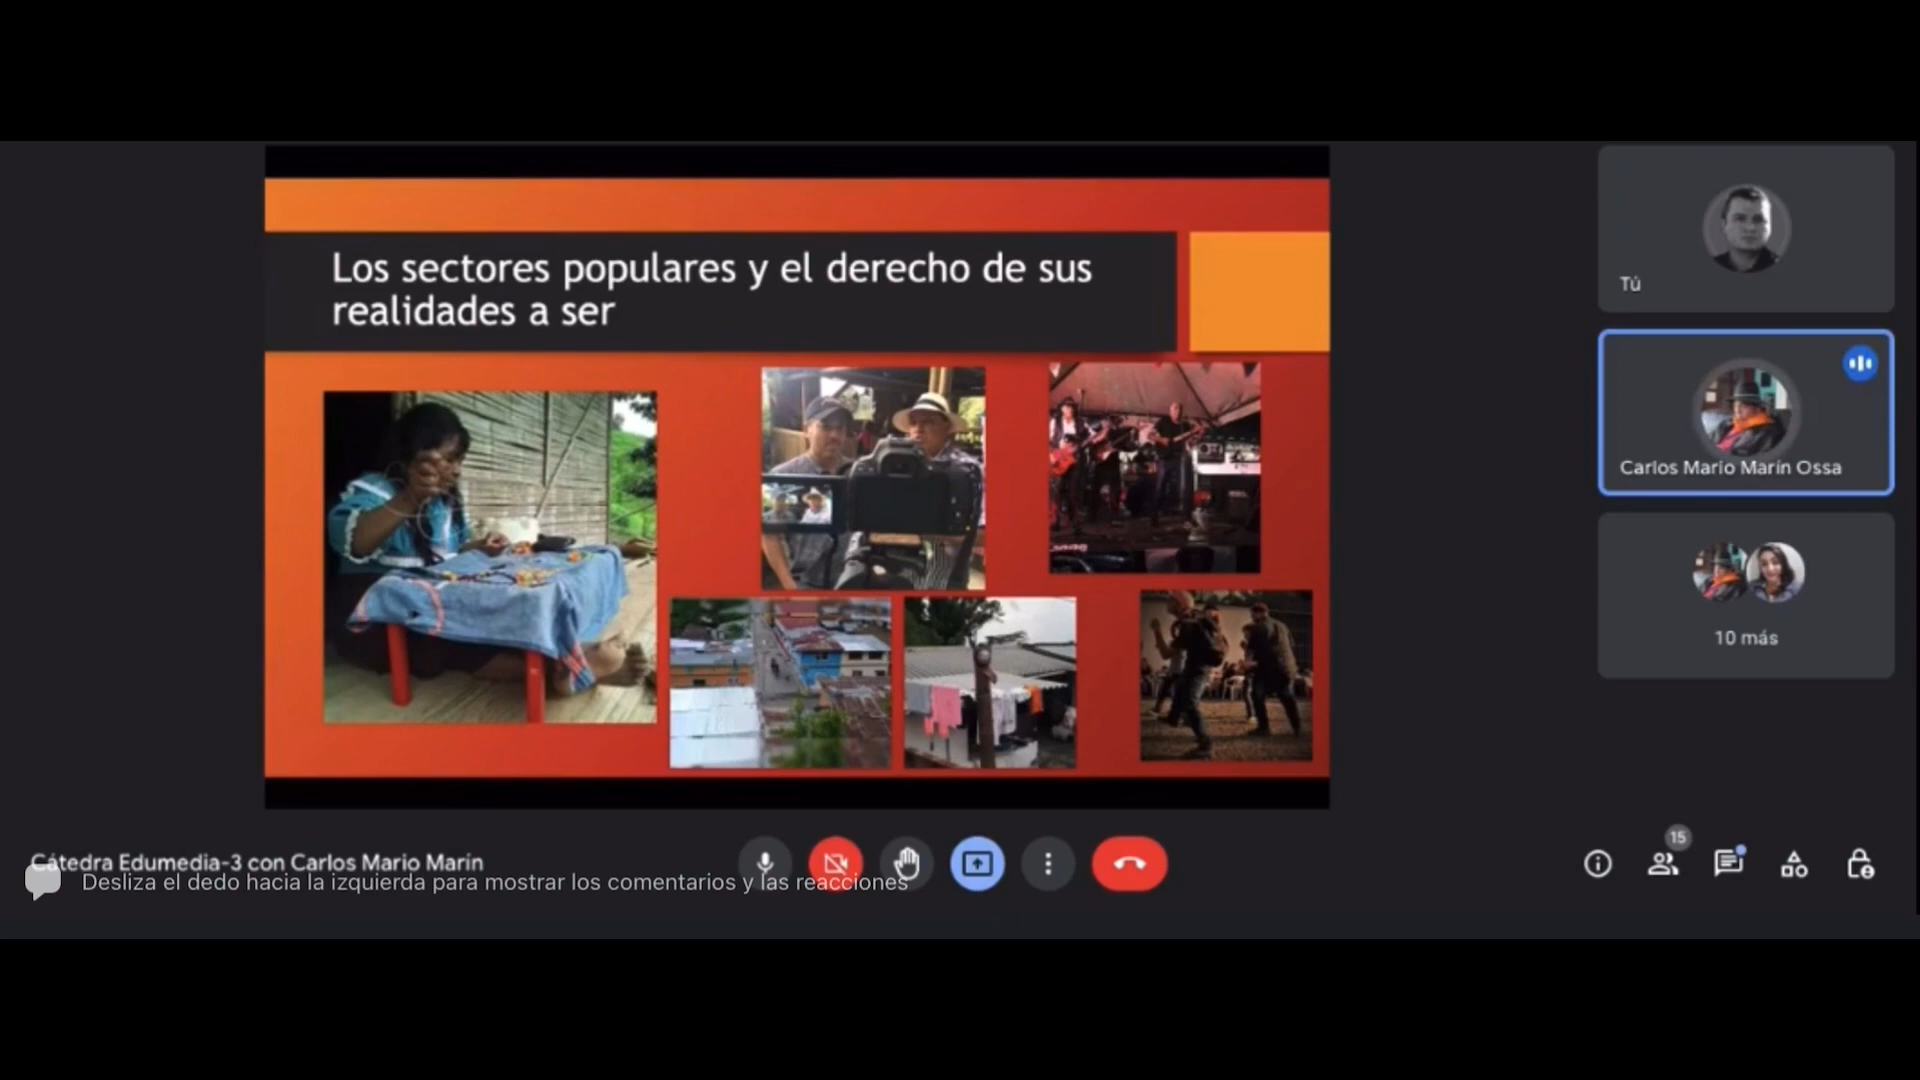 Los sectores populares y el derecho de sus
realidades a ser
Tú
Carlos Mario Marín Ossa
10 más
Cátedra Edumedia-3 con Carlos Mario Marín
Desliza el dedo hacia la izquierda para mostrar los comentarios y las reacciones
15